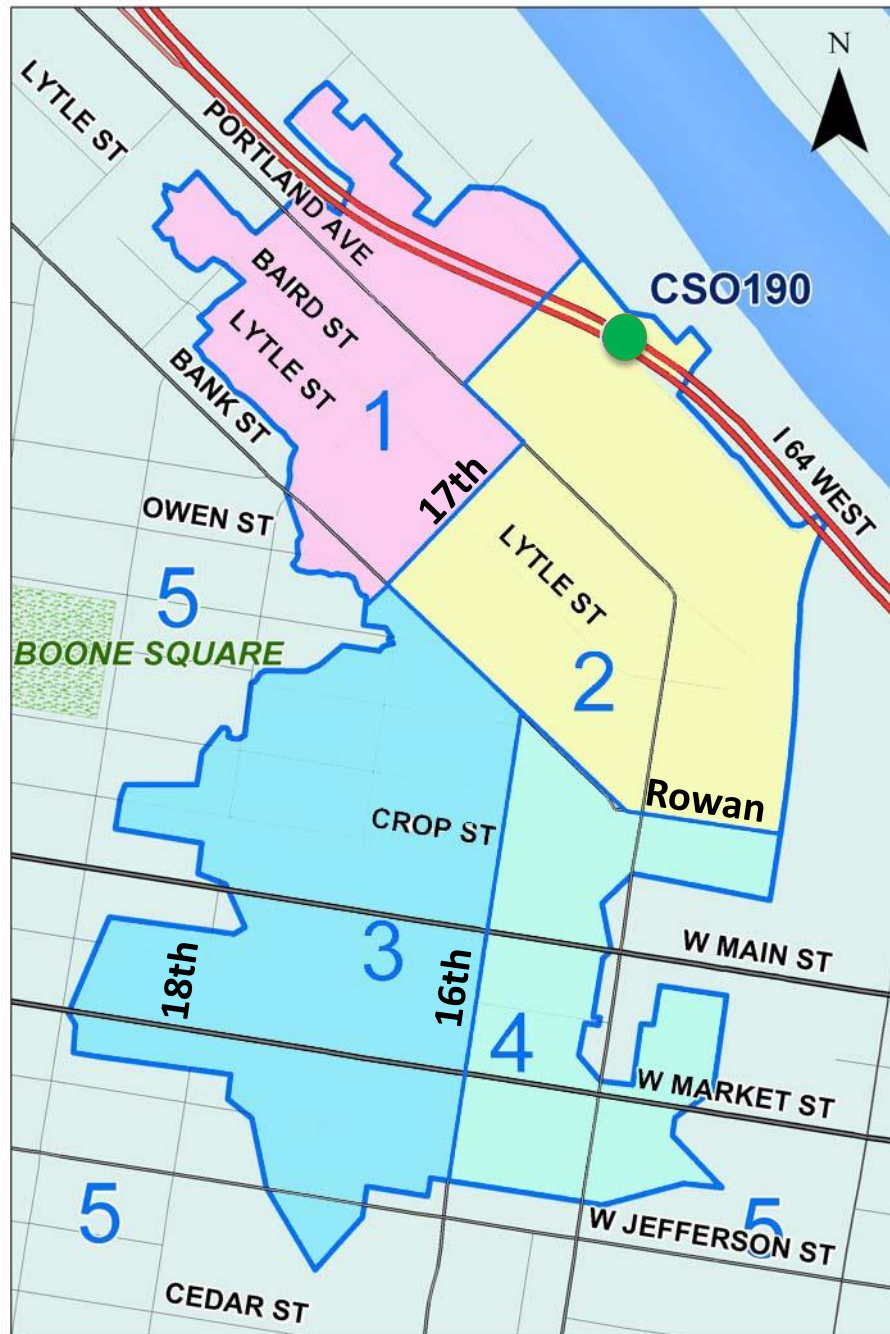 N
LYTLE ST
PORTLAND AVE
BAIRD ST
LYTLE ST
BANK ST
CSO190
I 64 WEST
1
17th
OWEN ST
LYTLE ST
5
BOONE SQUARE
2
Rowan
CROP ST
W MAIN ST
3
18th
16th
4
W MARKET ST
5
5
W JEFFERSON ST
CEDAR ST